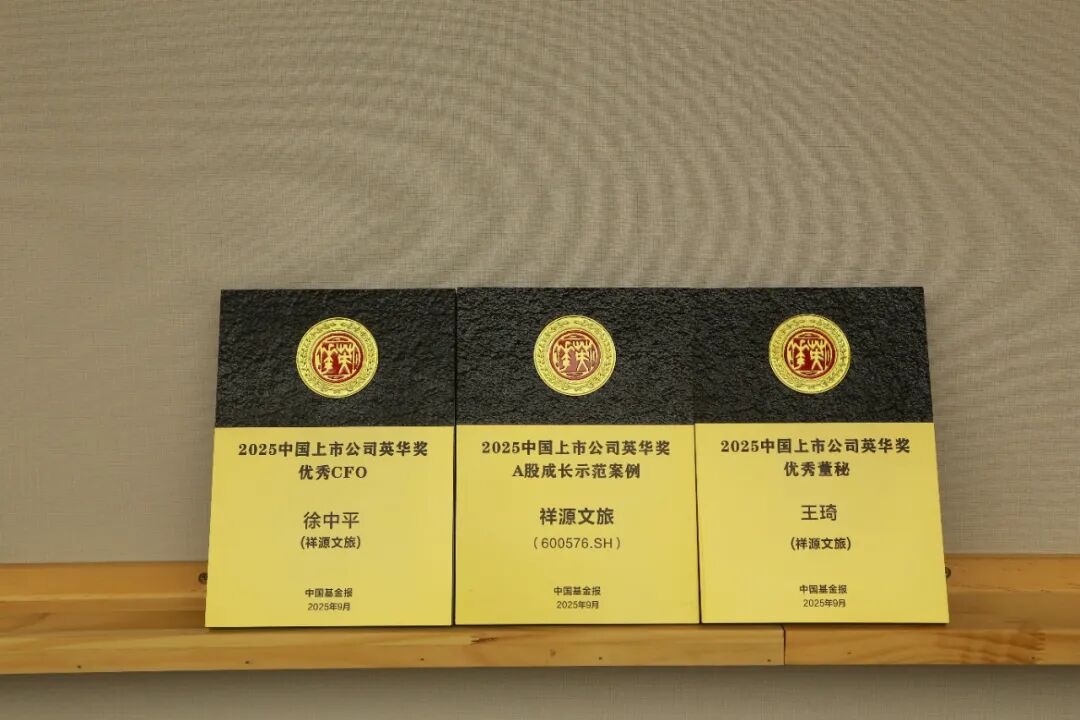 2025中国上市公司英华奖
优秀CFO
徐中平
(祥源文旅)
中国基金报
2025年9月
2025中国上市公司英华奖
A股成长示范案例
祥源文旅
(600576.SH)
中国基金报
2025年9月
2025中国上市公司英华奖
优秀董秘
王琦
(祥源文旅)
中国基金报
2025年9月